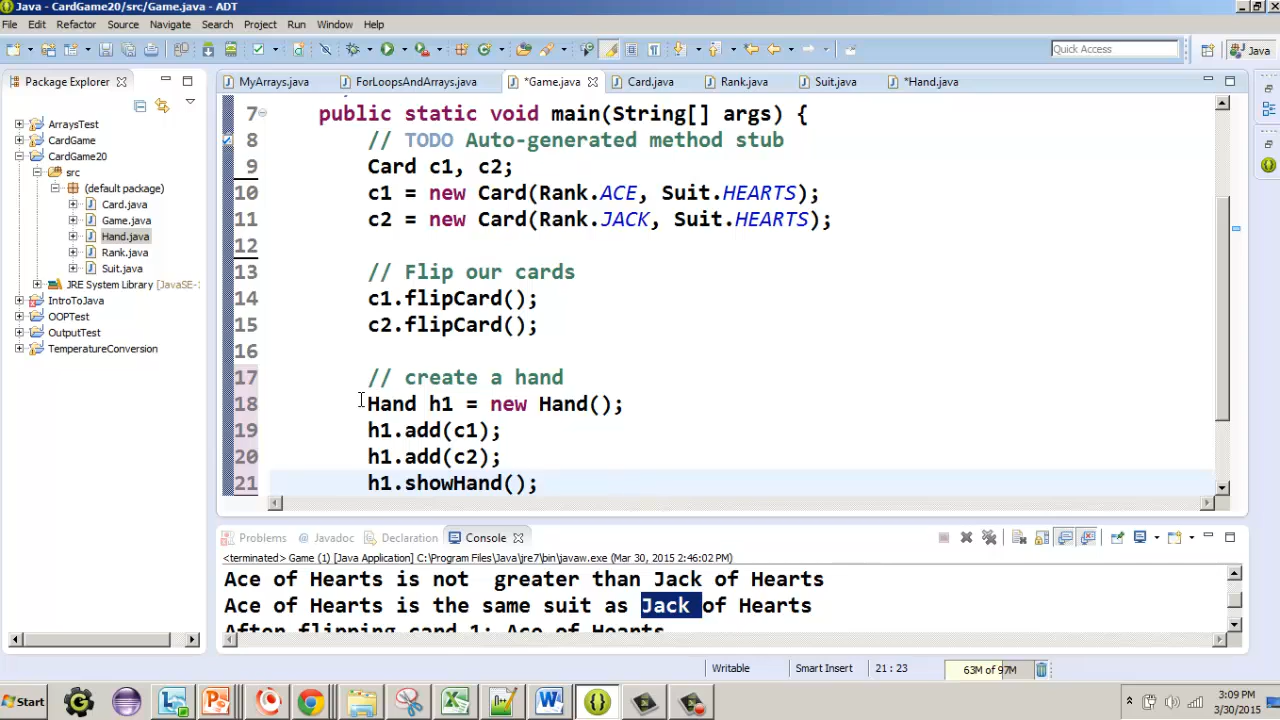 Java - CardGame20/src/Game.java - ADT
File Edit Refactor Source Navigate Search Project Run Window Help
Quick Access
Java
Package Explorer
MyArrays.java ForLoopsAndArrays.java *Game.java Card.java Rank.java Suit.java *Hand.java
ArraysTest
CardGame
CardGame20
src
(default package)
Card.java
Game.java
Hand.java
Rank.java
Suit.java
JRE System Library [JavaSE-
IntroToJava
OOPTest
OutputTest
TemperatureConversion
7 public static void main(String[] args) {
8 // TODO Auto-generated method stub
9 Card c1, c2;
10 c1 = new Card(Rank.ACE, Suit.HEARTS);
11 c2 = new Card(Rank.JACK, Suit.HEARTS);
12
13 // Flip our cards
14 c1.flipCard();
15 c2.flipCard();
16
17 // create a hand
18 Hand h1 = new Hand();
19 h1.add(c1);
20 h1.add(c2);
21 h1.showHand();
Problems Javadoc Declaration Console
<terminated> Game (1) [Java Application] C:\Program Files\Java\jre7\bin\javaw.exe (Mar 30, 2015 2:46:02 PM)
Ace of Hearts is not  greater than Jack of Hearts
Ace of Hearts is the same suit as Jack of Hearts
After flipping card 1: Ace of Hearts
Writable Smart Insert 21 : 23 63M of 97M
Start
3:09 PM
3/30/2015